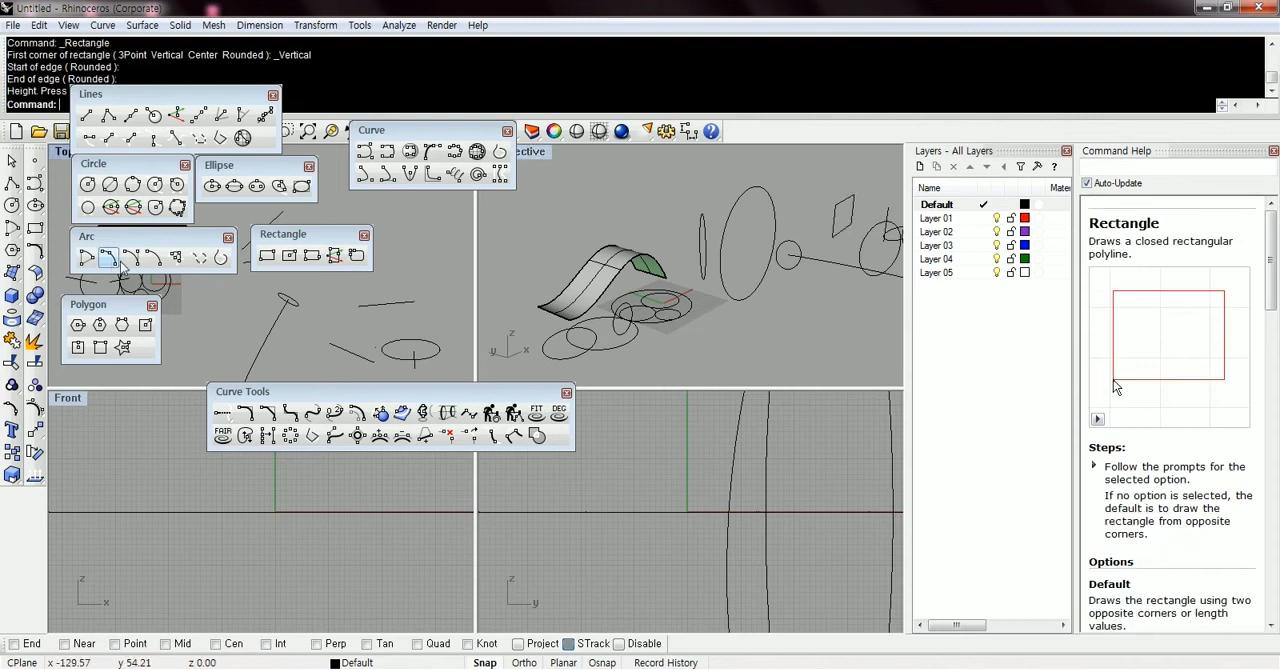 Untitled - Rhinoceros (Corporate)
File Edit View Curve Surface Solid Mesh Dimension Transform Tools Analyze Render Help
Command: _Rectangle
First corner of rectangle ( 3Point Vertical Center Rounded ): _Vertical
Start of edge ( Rounded ):
End of edge ( Rounded ):
Height. Press
Command:
Lines
Curve
Layers - All Layers
Command Help
Circle
Ellipse
Auto-Update
Name
Default
Layer 01
Layer 02
Layer 03
Layer 04
Layer 05
Rectangle
Draws a closed rectangular
polyline.
Arc
Rectangle
Polygon
z
y x
Front
Curve Tools
FIT DEG
FAIR
Steps:
Follow the prompts for the
selected option.
If no option is selected, the
default is to draw the
rectangle from opposite
corners.
Options
Default
Draws the rectangle using two
opposite corners or length
values.
z
x
z
y
End Near Point Mid Cen Int Perp Tan Quad Knot Project STrack Disable
CPlane x -129.57 y 54.21 z 0.00 Default Snap Ortho Planar Osnap Record History